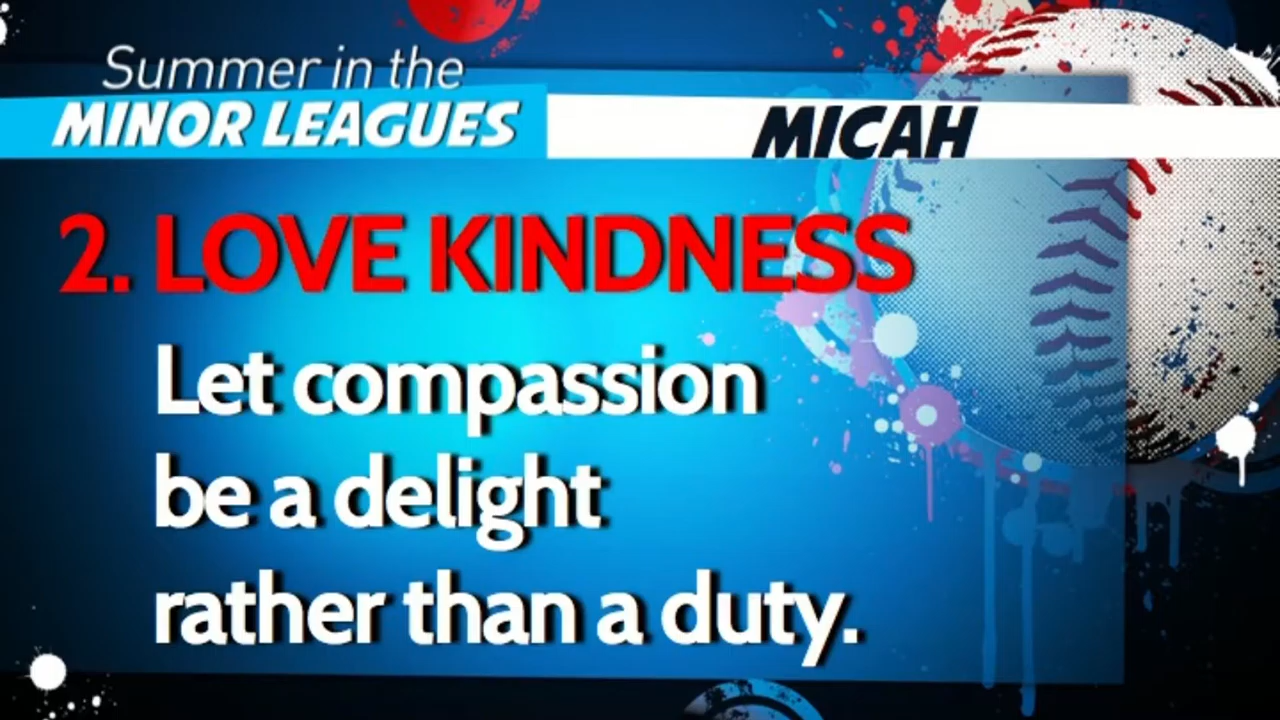 Summer in the
MINOR LEAGUES
MICAH
2. LOVE KINDNESS
Let compassion
be a delight
rather than a duty.